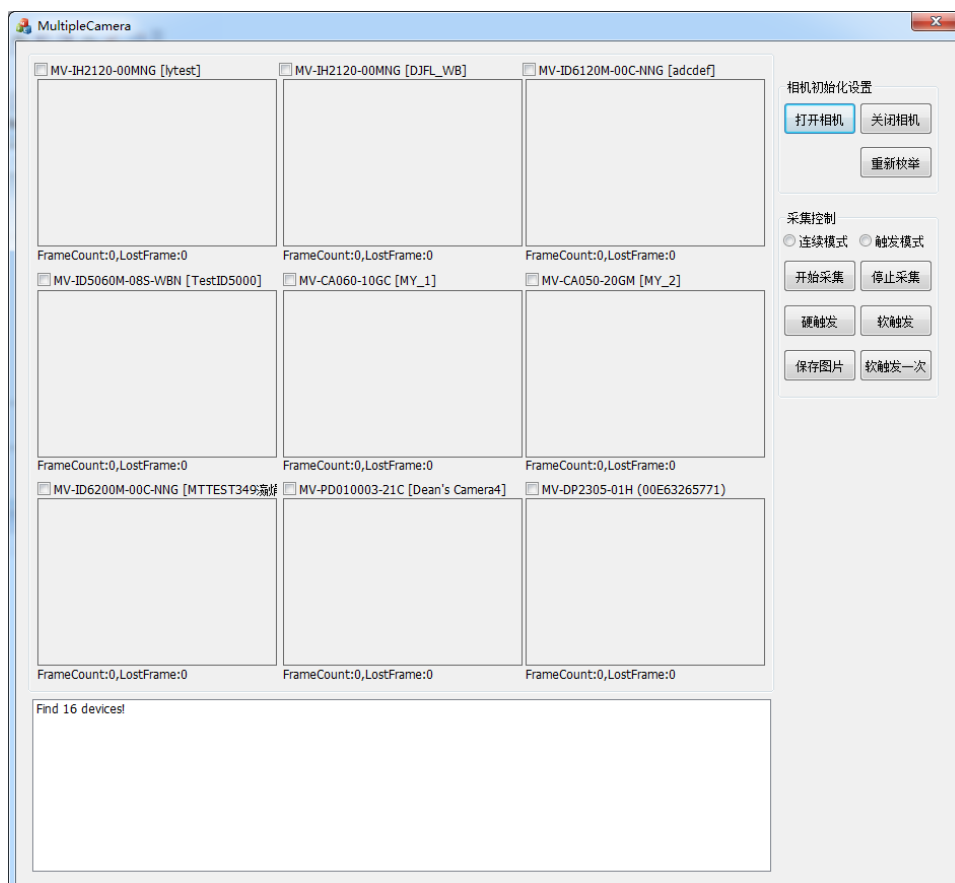 MultipleCamera
MV-IH2120-00MNG [lytest]
MV-IH2120-00MNG [DJFL_WB]
MV-ID6120M-00C-NNG [adcdef]
FrameCount:0,LostFrame:0
FrameCount:0,LostFrame:0
FrameCount:0,LostFrame:0
MV-ID5060M-08S-WBN [TestID5000]
MV-CA060-10GC [MY_1]
MV-CA050-20GM [MY_2]
FrameCount:0,LostFrame:0
FrameCount:0,LostFrame:0
FrameCount:0,LostFrame:0
MV-ID6200M-00C-NNG [MTTEST349
MV-PD010003-21C [Dean's Camera4]
MV-DP2305-01H (00E63265771)
FrameCount:0,LostFrame:0
FrameCount:0,LostFrame:0
FrameCount:0,LostFrame:0
Find 16 devices!
相机初始化设置
打开相机
关闭相机
重新枚举
采集控制
连续模式
触发模式
开始采集
停止采集
硬触发
软触发
保存图片
软触发一次